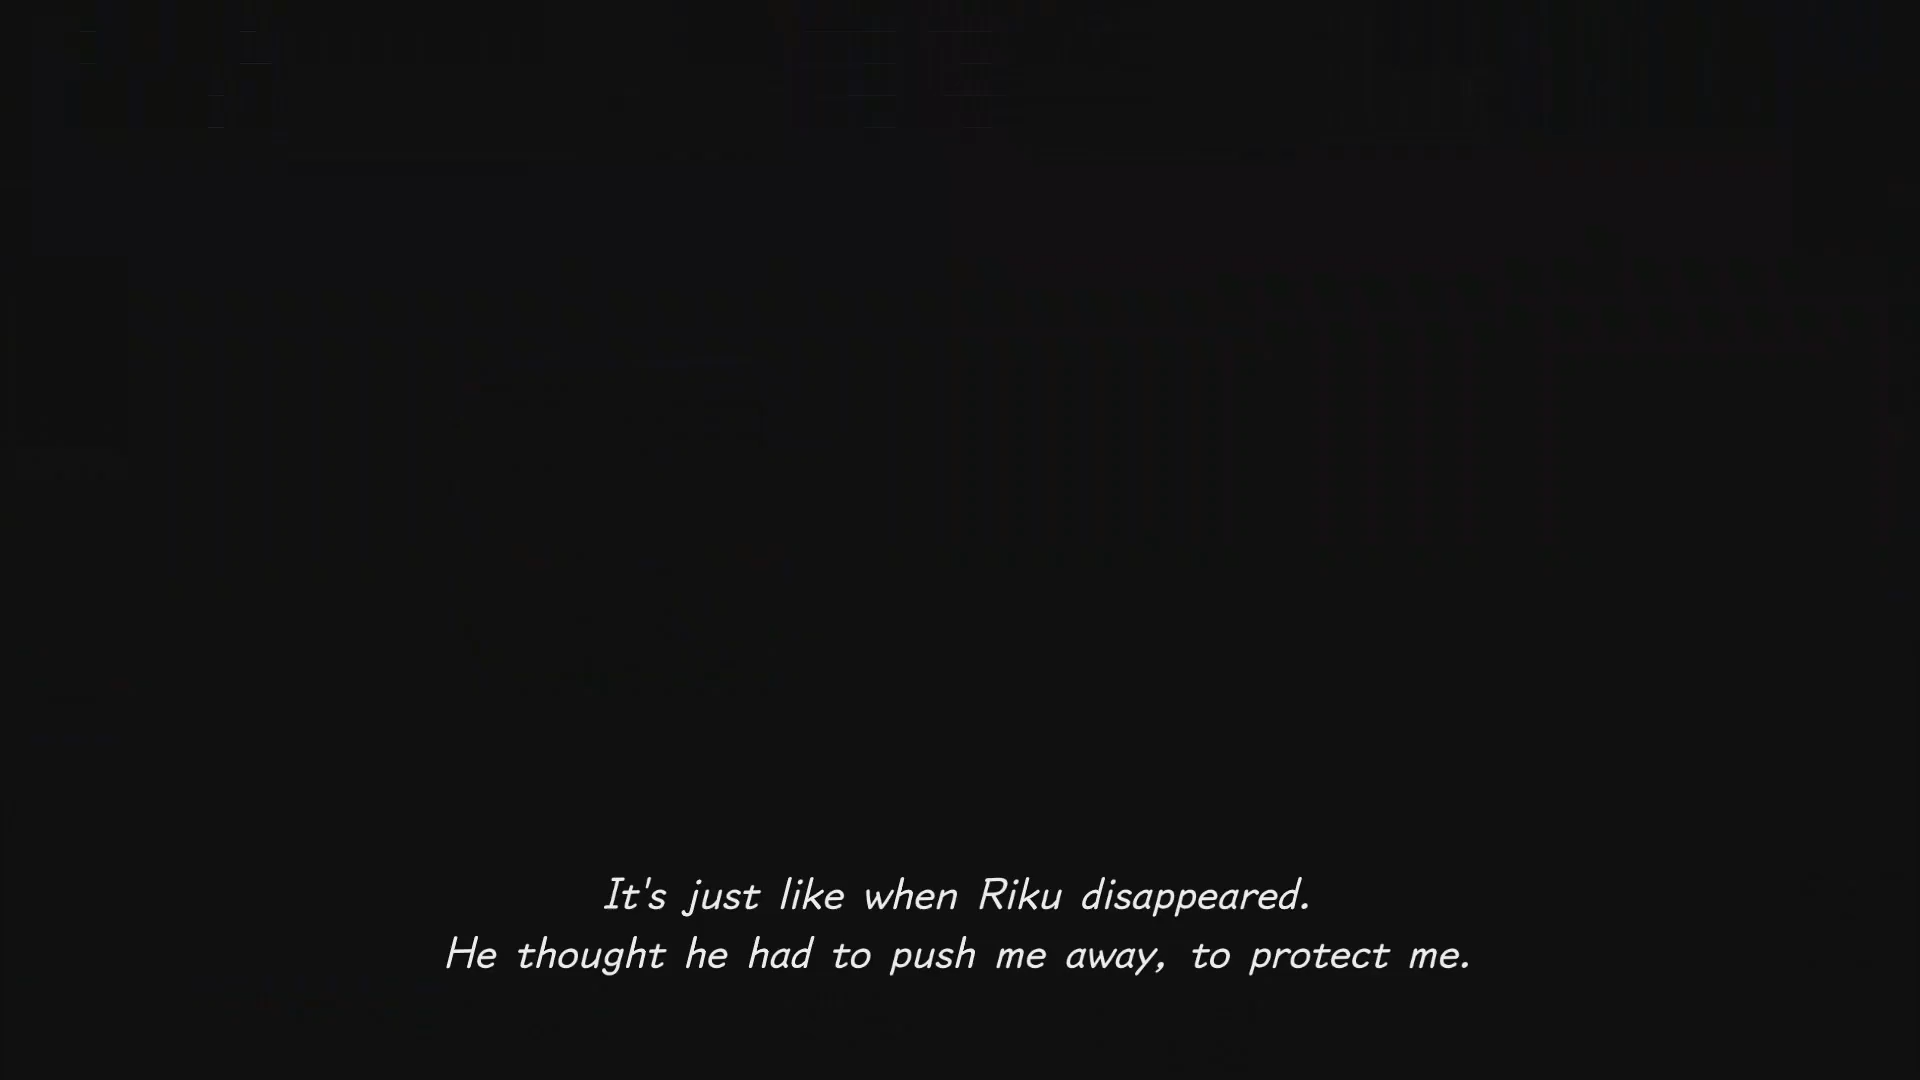 It's just like when Riku disappeared.
He thought he had to push me away, to protect me.